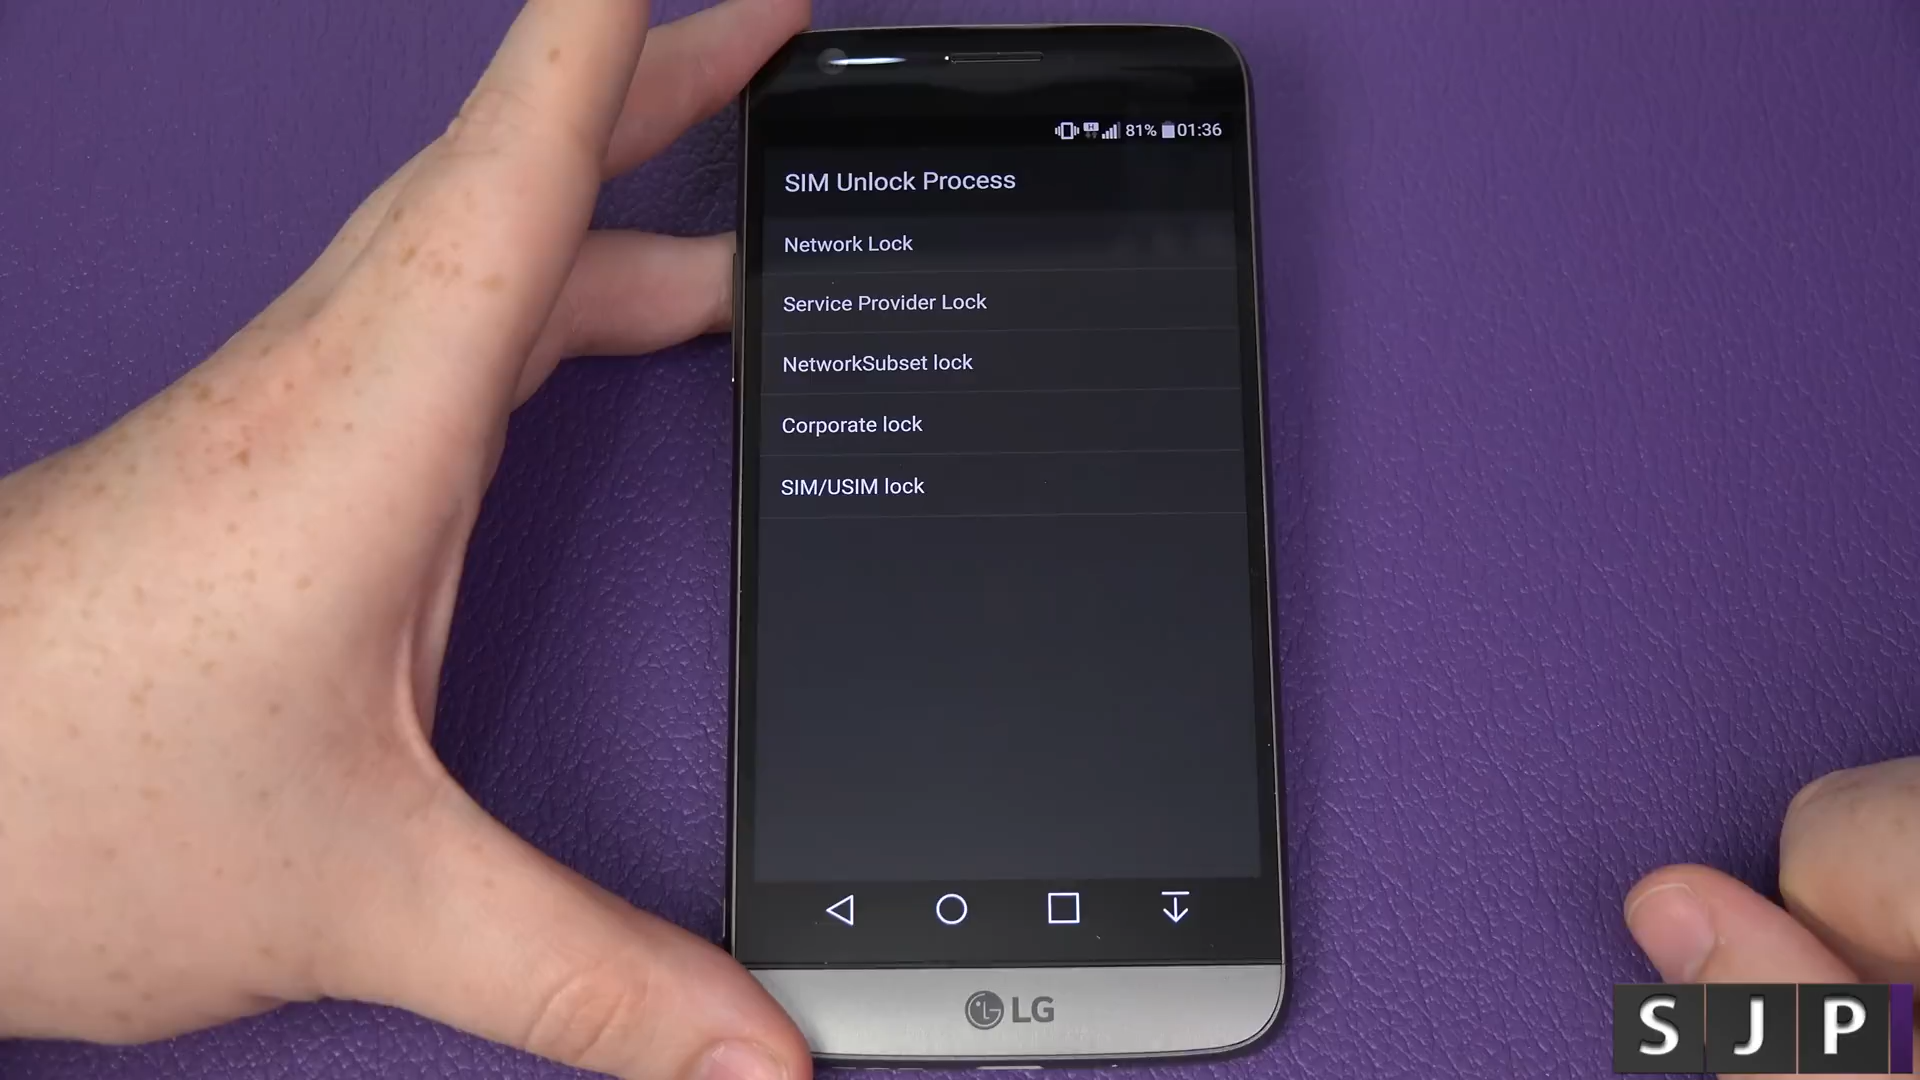 81% 01:36
SIM Unlock Process
Network Lock
Service Provider Lock
NetworkSubset lock
Corporate lock
SIM/USIM lock
LG
SJP